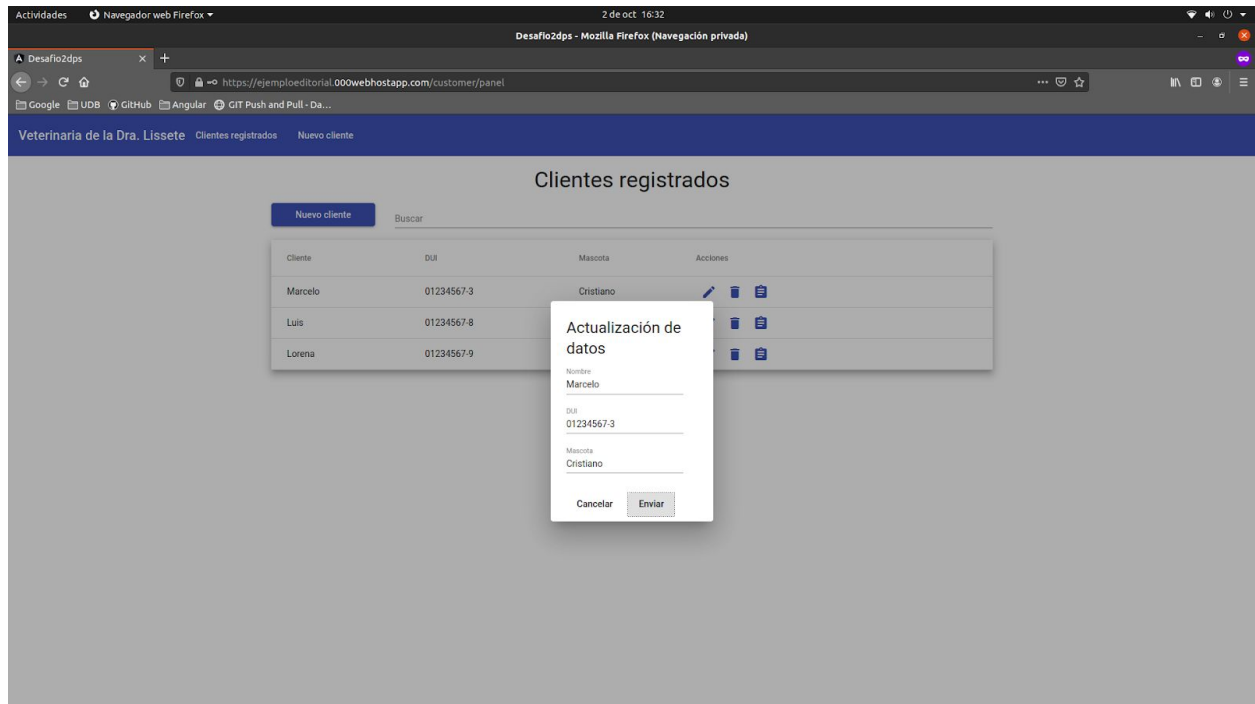 Actividades Navegador web Firefox 2 de oct 16:32
Desafio2dps - Mozilla Firefox (Navegación privada)
Desafio2dps
https://ejemploeditorial.000webhostapp.com/customer/panel
Google UDB GitHub Angular GIT Push and Pull - Da...
Veterinaria de la Dra. Lissete Clientes registrados Nuevo cliente
Clientes registrados
Nuevo cliente Buscar
Cliente DUI Mascota Acciones
Marcelo 01234567-3 Cristiano
Luis 01234567-8
Lorena 01234567-9
Actualización de
datos
Nombre
Marcelo
DUI
01234567-3
Mascota
Cristiano
Cancelar Enviar